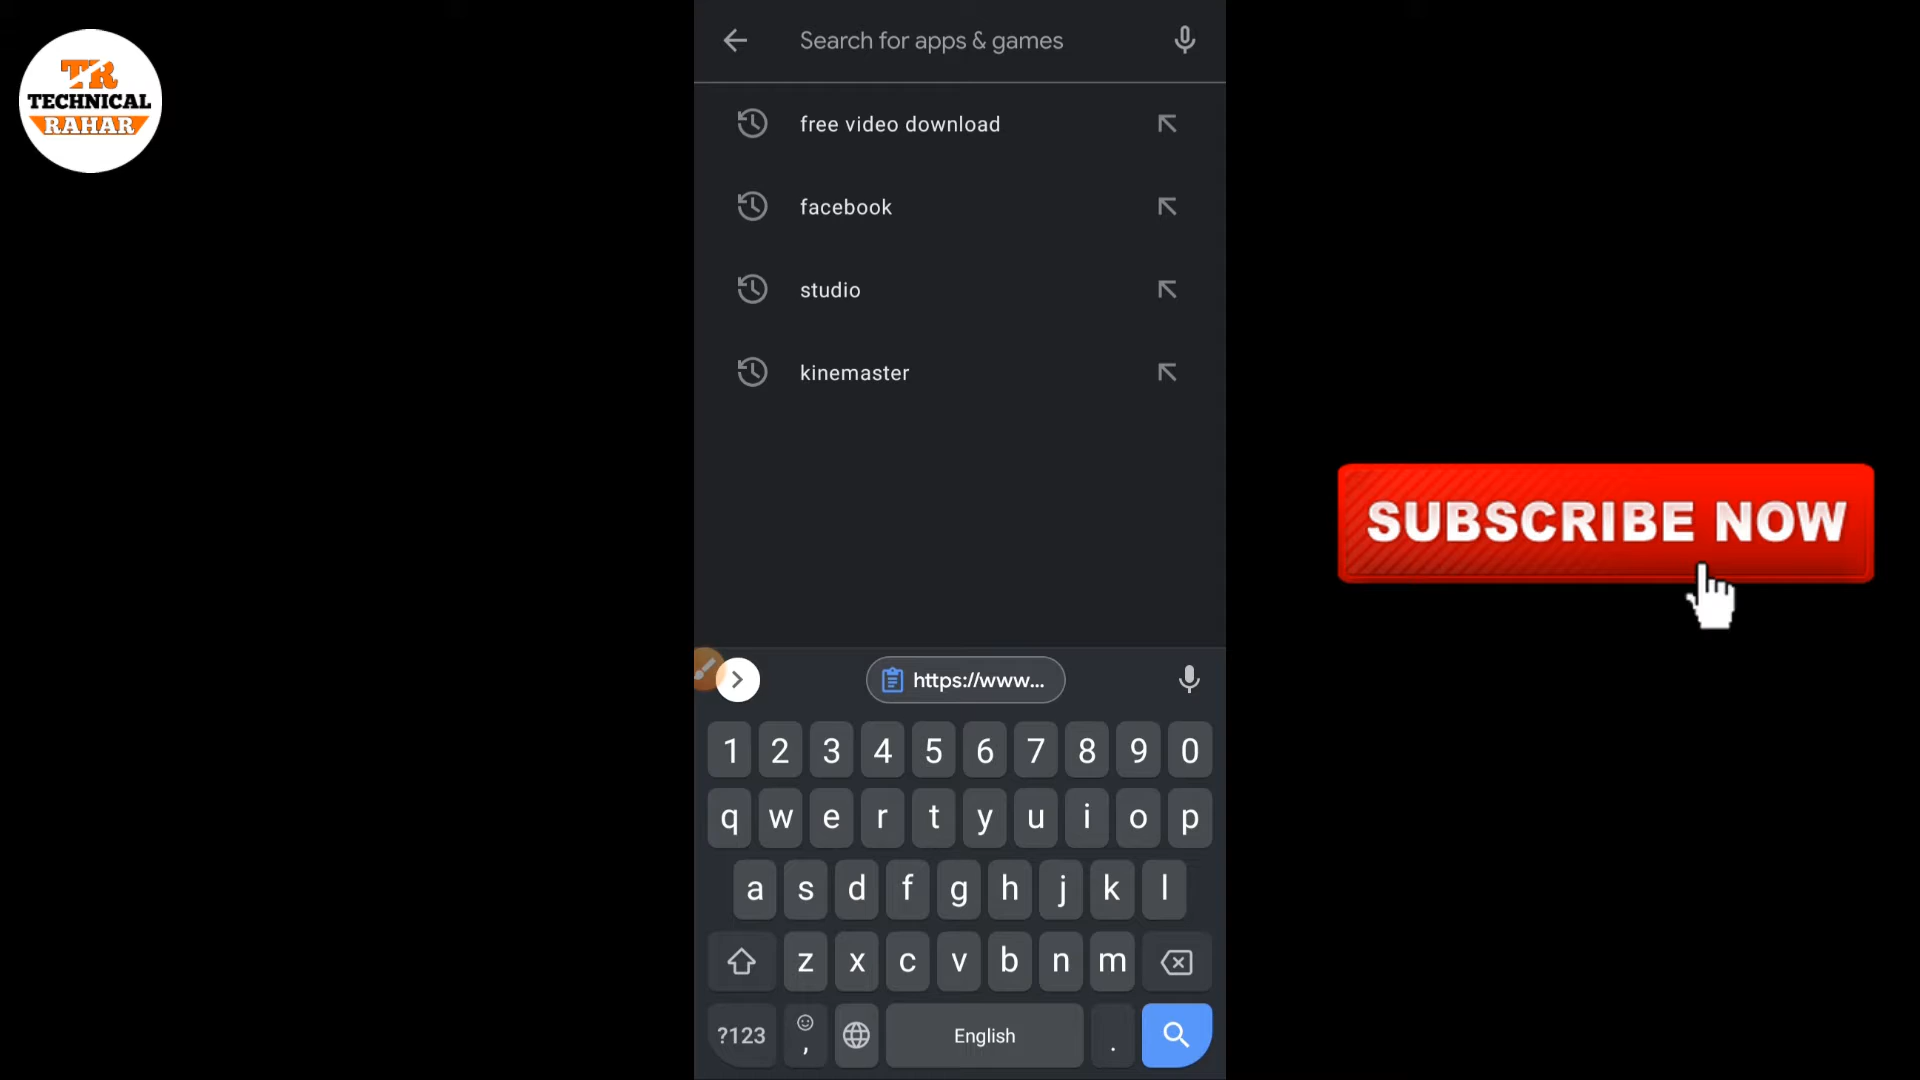 TR
TECHNICAL
RAHAR
Search for apps & games
free video download
facebook
studio
kinemaster
SUBSCRIBE NOW
https://www...
1 2 3 4 5 6 7 8 9 0
q w e r t y u i o p
a s d f g h j k l
z x c v b n m
?123 , English .